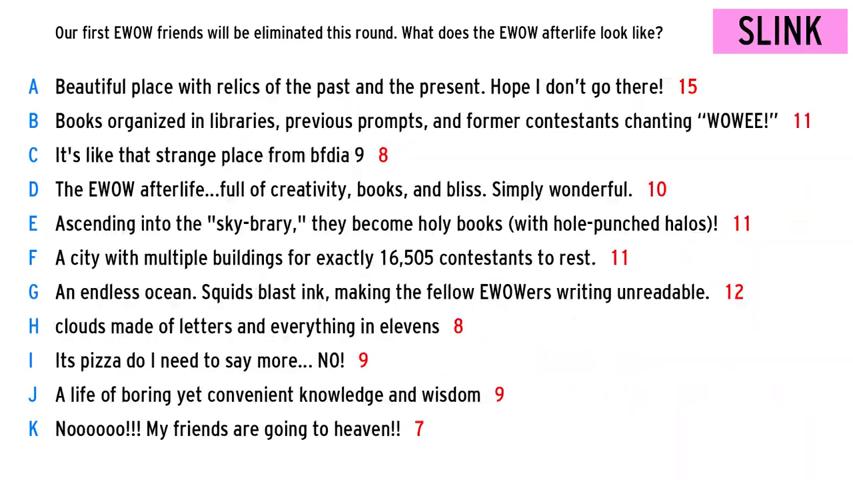 Our first EWOW friends will be eliminated this round. What does the EWOW afterlife look like?
SLINK
A Beautiful place with relics of the past and the present. Hope I don't go there! 15
B Books organized in libraries, previous prompts, and former contestants chanting “WOWEE!” 11
C It's like that strange place from bfdia 9 8
D The EWOW afterlife...full of creativity, books, and bliss. Simply wonderful. 10
E Ascending into the "sky-brary," they become holy books (with hole-punched halos)! 11
F A city with multiple buildings for exactly 16,505 contestants to rest. 11
G An endless ocean. Squids blast ink, making the fellow EWOWers writing unreadable. 12
H clouds made of letters and everything in elevens 8
I Its pizza do I need to say more... NO! 9
J A life of boring yet convenient knowledge and wisdom 9
K Noooooo!!! My friends are going to heaven!! 7